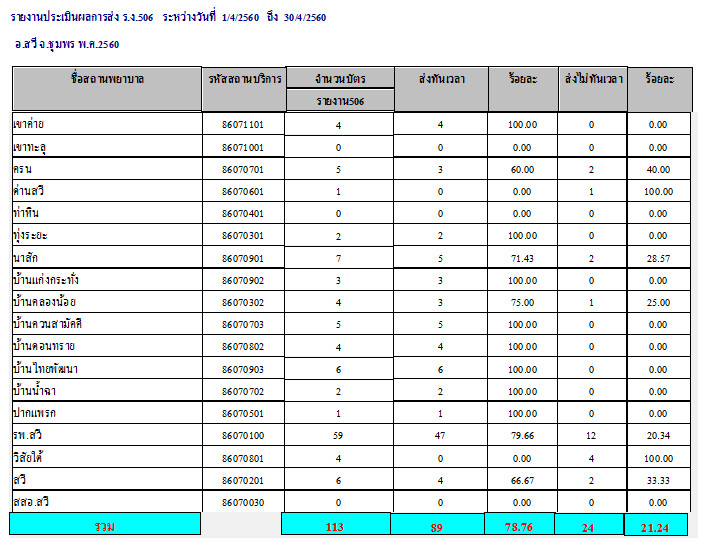 รายงานประเมินผลการส่ง ร.ง.506 ระหว่างวันที่ 1/4/2560 ถึง 30/4/2560
อ.สวี จ.ชุมพร พ.ศ.2560
ชื่อสถานพยาบาล รหัสสถานบริการ จำนวนบัตร ส่งทันเวลา ร้อยละ ส่งไม่ทันเวลา ร้อยละ
รายงาน506
เขาค่าย 86071101 4 4 100.00 0 0.00
เขาทะลุ 86071001 0 0 0.00 0 0.00
ครน 86070701 5 3 60.00 2 40.00
ด่านสวี 86070601 1 0 0.00 1 100.00
ท่าหิน 86070401 0 0 0.00 0 0.00
ทุ่งระยะ 86070301 2 2 100.00 0 0.00
นาสัก 86070901 7 5 71.43 2 28.57
บ้านแก่งกระทั่ง 86070902 3 3 100.00 0 0.00
บ้านคลองน้อย 86070302 4 3 75.00 1 25.00
บ้านควนสามัคคี 86070703 5 5 100.00 0 0.00
บ้านดอนทราย 86070802 4 4 100.00 0 0.00
บ้านไทยพัฒนา 86070903 6 6 100.00 0 0.00
บ้านน้ำฉา 86070702 2 2 100.00 0 0.00
ปากแพรก 86070501 1 1 100.00 0 0.00
รพ.สวี 86070100 59 47 79.66 12 20.34
วิสัยใต้ 86070801 4 0 0.00 4 100.00
สวี 86070201 6 4 66.67 2 33.33
สสอ.สวี 86070030 0 0 0.00 0 0.00
รวม 113 89 78.76 24 21.24